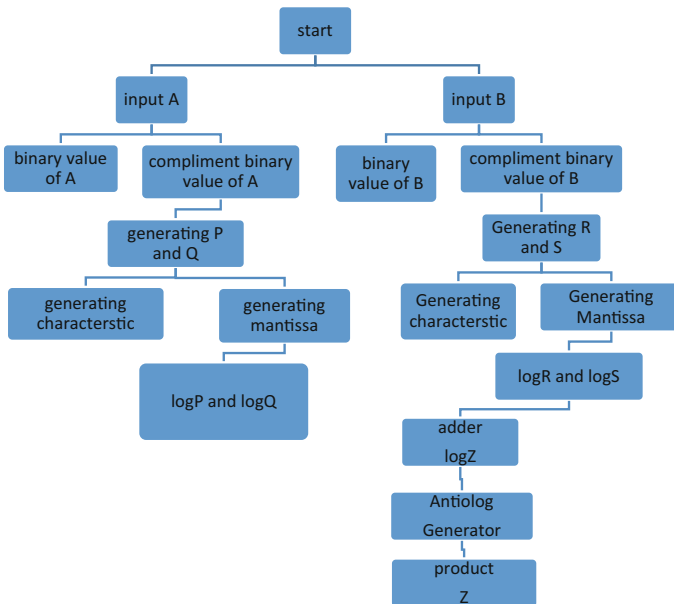 start
input A
input B
binary value
of A
compliment binary
value of A
binary
value of B
compliment binary
value of B
generating P
and Q
Generating R
and S
generating
characterstic
generating
mantissa
Generating
characterstic
Generating
Mantissa
logP and logQ
logR and logS
adder
logZ
Antiolog
Generator
product
Z